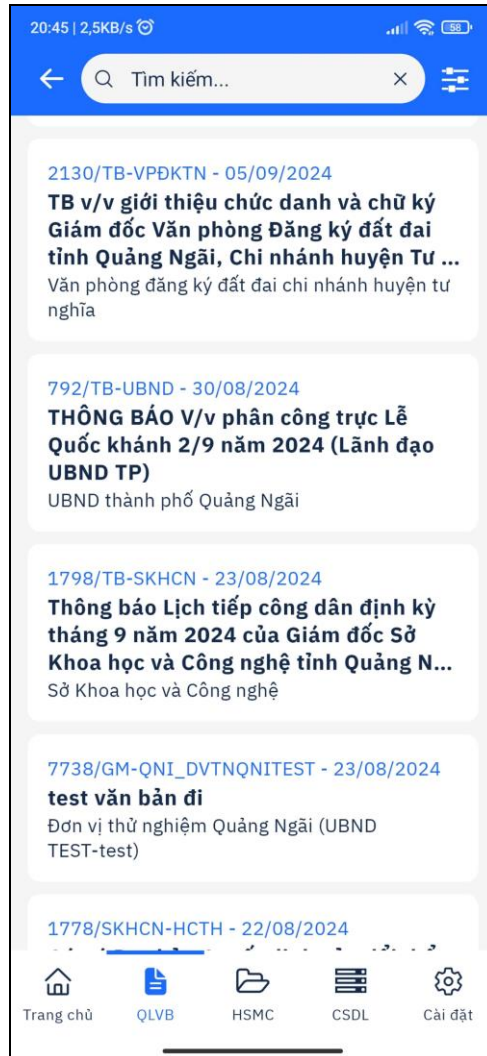 20:45 | 2,5KB/s
58
Tìm kiếm...
2130/TB-VPĐKTN - 05/09/2024
TB v/v giới thiệu chức danh và chữ ký
Giám đốc Văn phòng Đăng ký đất đai
tỉnh Quảng Ngãi, Chi nhánh huyện Tư ...
Văn phòng đăng ký đất đai chi nhánh huyện tư
nghĩa
792/TB-UBND - 30/08/2024
THÔNG BÁO V/v phân công trực Lễ
Quốc khánh 2/9 năm 2024 (Lãnh đạo
UBND TP)
UBND thành phố Quảng Ngãi
1798/TB-SKHCN - 23/08/2024
Thông báo Lịch tiếp công dân định kỳ
tháng 9 năm 2024 của Giám đốc Sở
Khoa học và Công nghệ tỉnh Quảng N...
Sở Khoa học và Công nghệ
7738/GM-QNI_DVTNQNITEST - 23/08/2024
test văn bản đi
Đơn vị thử nghiệm Quảng Ngãi (UBND
TEST-test)
1778/SKHCN-HCTH - 22/08/2024
Trang chủ
QLVB
HSMC
CSDL
Cài đặt